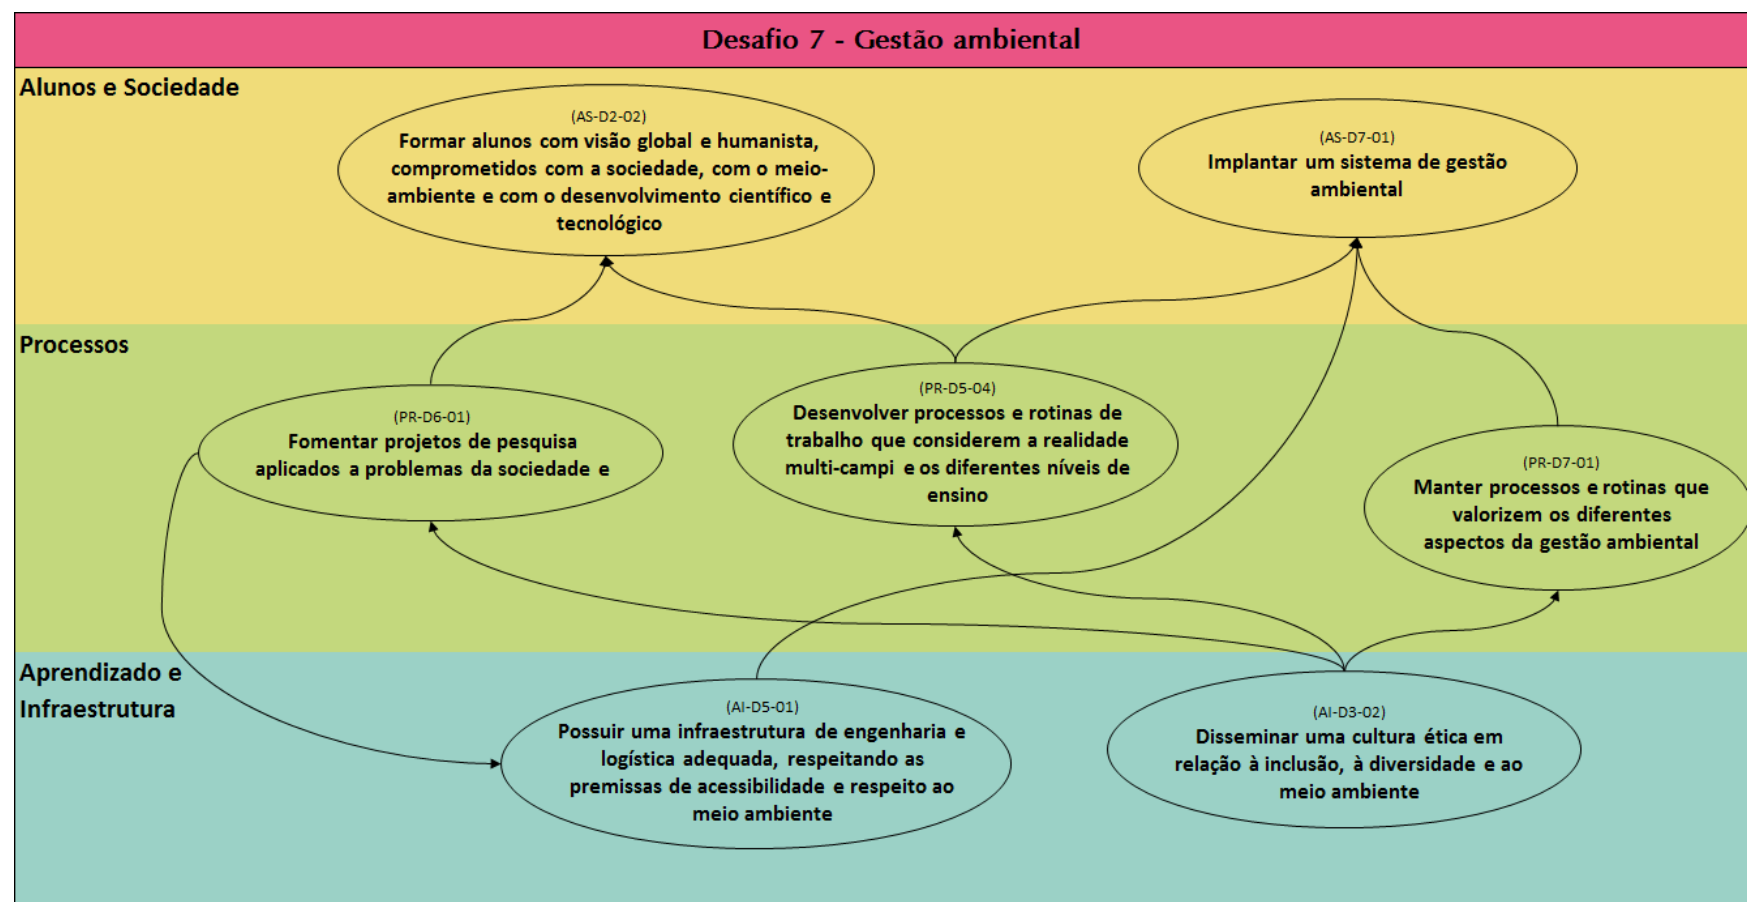 Desafio 7 - Gestão ambiental
Alunos e Sociedade
(AS-D2-02)
Formar alunos com visão global e humanista,
comprometidos com a sociedade, com o meio-
ambiente e com o desenvolvimento científico e
tecnológico
(AS-D7-01)
Implantar um sistema de gestão
ambiental
Processos
(PR-D6-01)
Fomentar projetos de pesquisa
aplicados a problemas da sociedade e
(PR-D5-04)
Desenvolver processos e rotinas de
trabalho que considerem a realidade
multi-campi e os diferentes níveis de
ensino
(PR-D7-01)
Manter processos e rotinas que
valorizem os diferentes
aspectos da gestão ambiental
Aprendizado e
Infraestrutura
(AI-D5-01)
Possuir uma infraestrutura de engenharia e
logística adequada, respeitando as
premissas de acessibilidade e respeito ao
meio ambiente
(AI-D3-02)
Disseminar uma cultura ética em
relação à inclusão, à diversidade e ao
meio ambiente